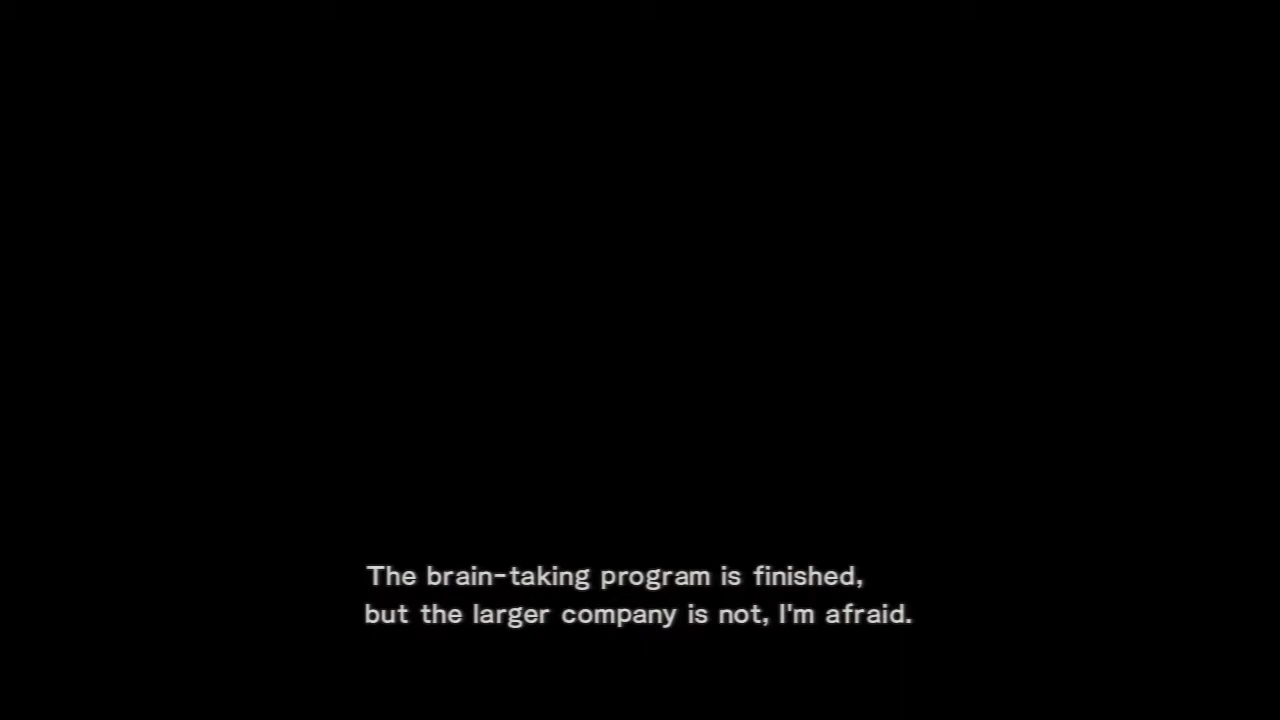 The brain-taking program is finished,
but the larger company is not, I'm afraid.